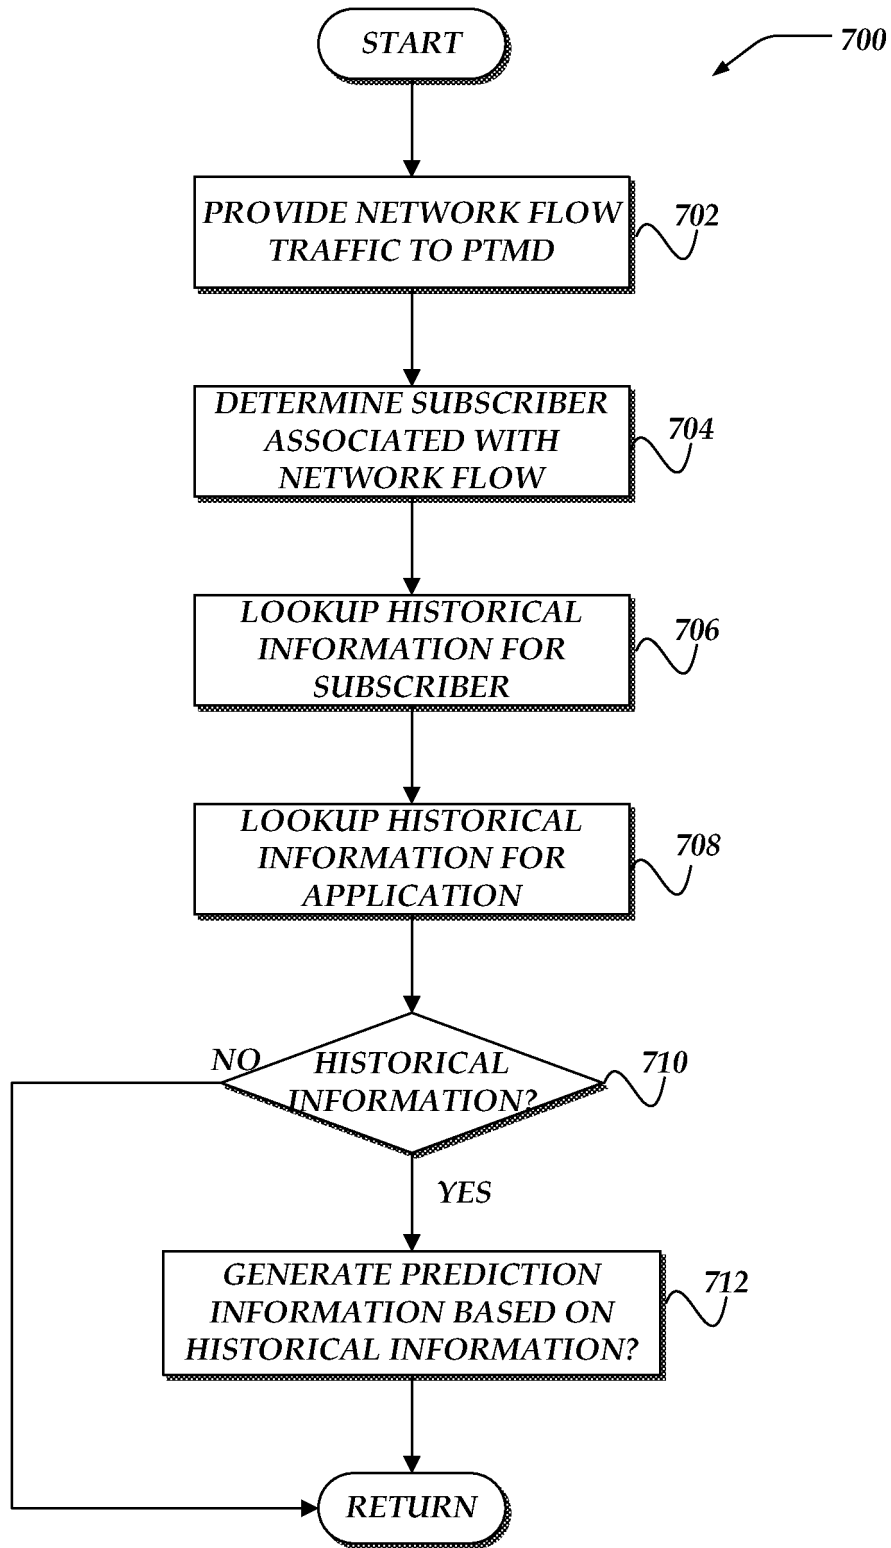 START
700
PROVIDE NETWORK FLOW
TRAFFIC TO PTMD
702
DETERMINE SUBSCRIBER
ASSOCIATED WITH
NETWORK FLOW
704
LOOKUP HISTORICAL
INFORMATION FOR
SUBSCRIBER
706
LOOKUP HISTORICAL
INFORMATION FOR
APPLICATION
708
NO
HISTORICAL
INFORMATION?
710
YES
GENERATE PREDICTION
INFORMATION BASED ON
HISTORICAL INFORMATION?
712
RETURN